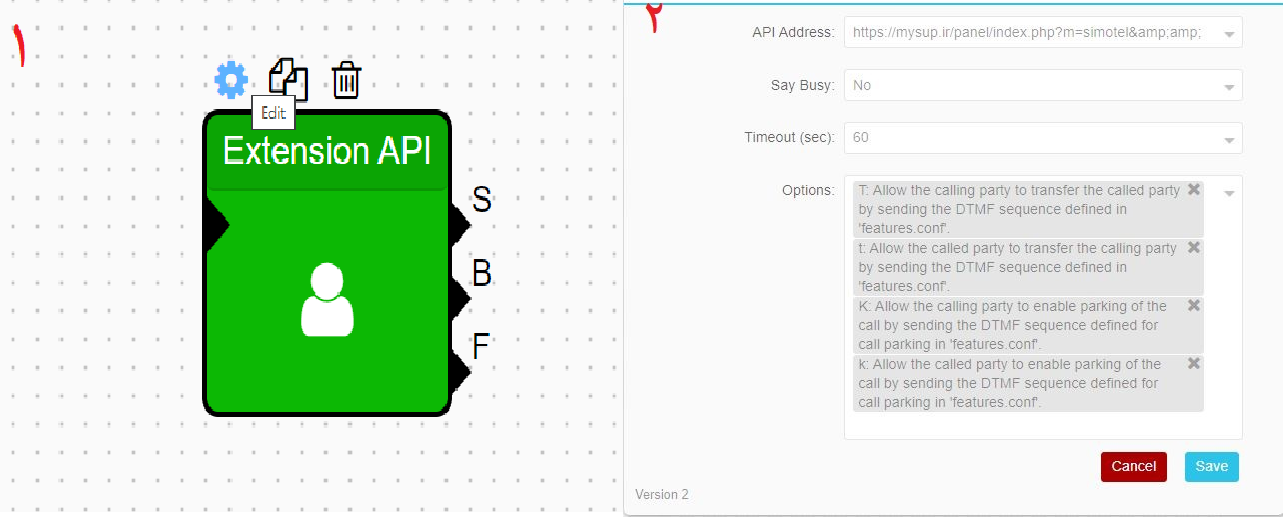 ۱
Edit
Extension API
S
B
F
۲
API Address: https://mysup.ir/panel/index.php?m=simotel&amp;amp;
Say Busy: No
Timeout (sec): 60
Options: T: Allow the calling party to transfer the called party
by sending the DTMF sequence defined in
'features.conf'.
t: Allow the called party to transfer the calling party
by sending the DTMF sequence defined in
'features.conf'.
K: Allow the calling party to enable parking of the
call by sending the DTMF sequence defined for
call parking in 'features.conf'.
k: Allow the called party to enable parking of the
call by sending the DTMF sequence defined for
call parking in 'features.conf'.
Cancel Save
Version 2